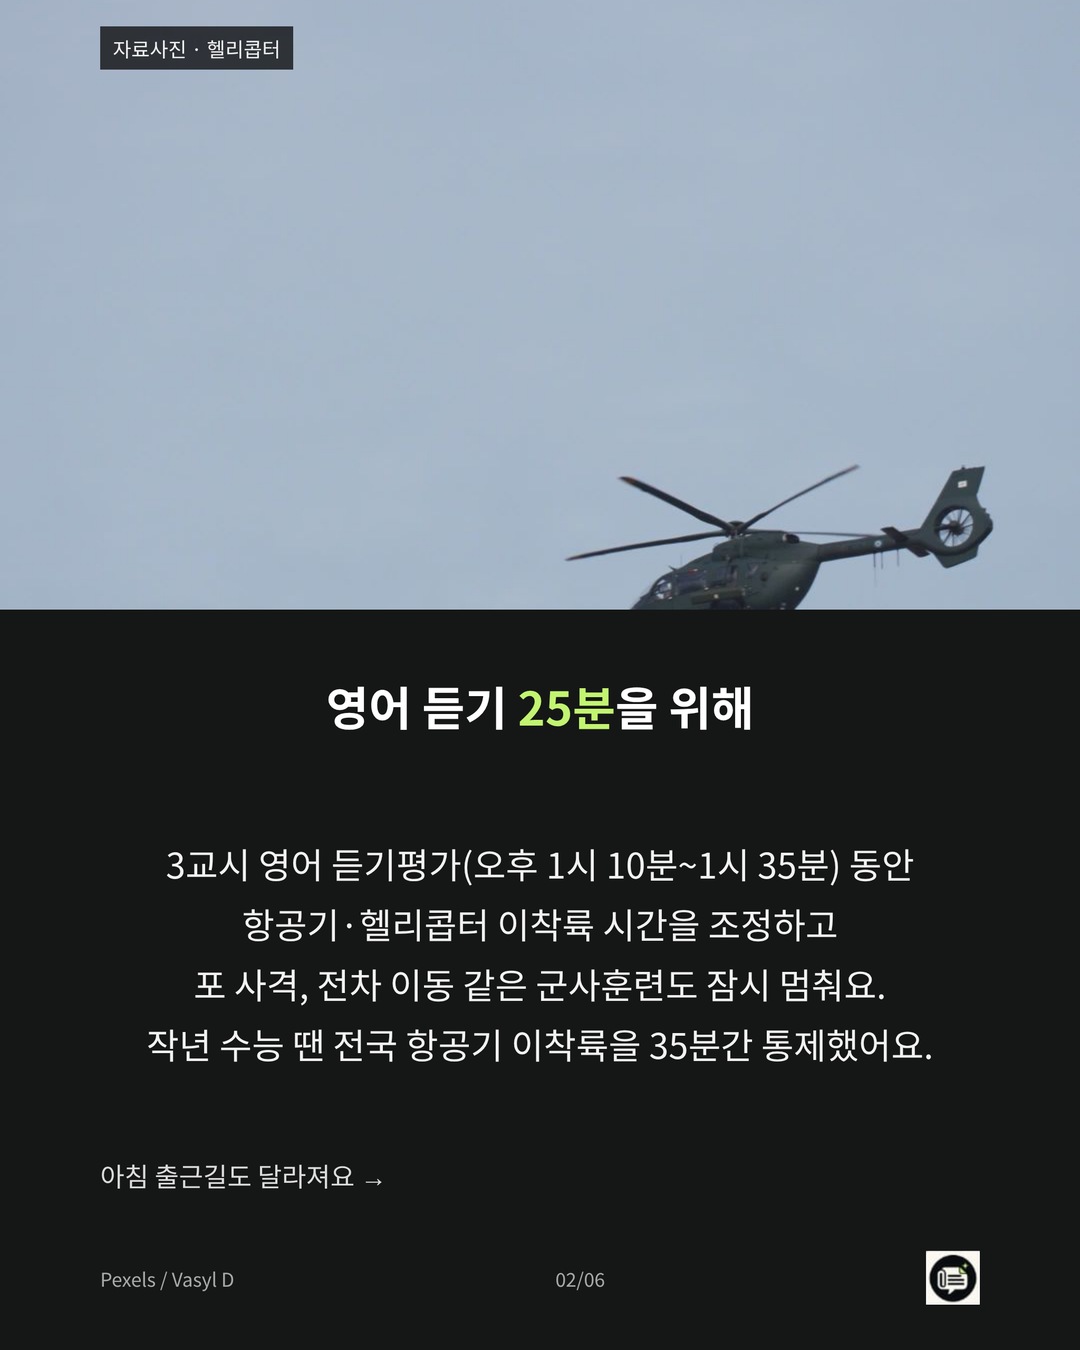 자료사진 · 헬리콥터
영어 듣기 25분을 위해
3교시 영어 듣기평가(오후 1시 10분~1시 35분) 동안
항공기·헬리콥터 이착륙 시간을 조정하고
포 사격, 전차 이동 같은 군사훈련도 잠시 멈춰요.
작년 수능 땐 전국 항공기 이착륙을 35분간 통제했어요.
아침 출근길도 달라져요 →
Pexels / Vasyl D
02/06